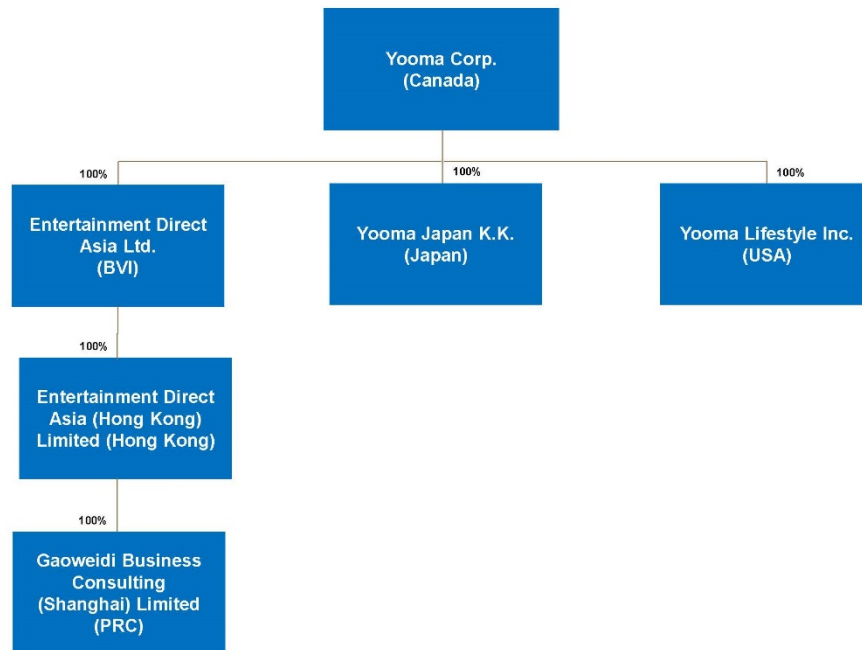 Yooma Corp.
(Canada)
100%
100%
100%
Entertainment Direct
Asia Ltd.
(BVI)
Yooma Japan K.K.
(Japan)
Yooma Lifestyle Inc.
(USA)
100%
Entertainment Direct
Asia (Hong Kong)
Limited (Hong Kong)
100%
Gaoweidi Business
Consulting
(Shanghai) Limited
(PRC)